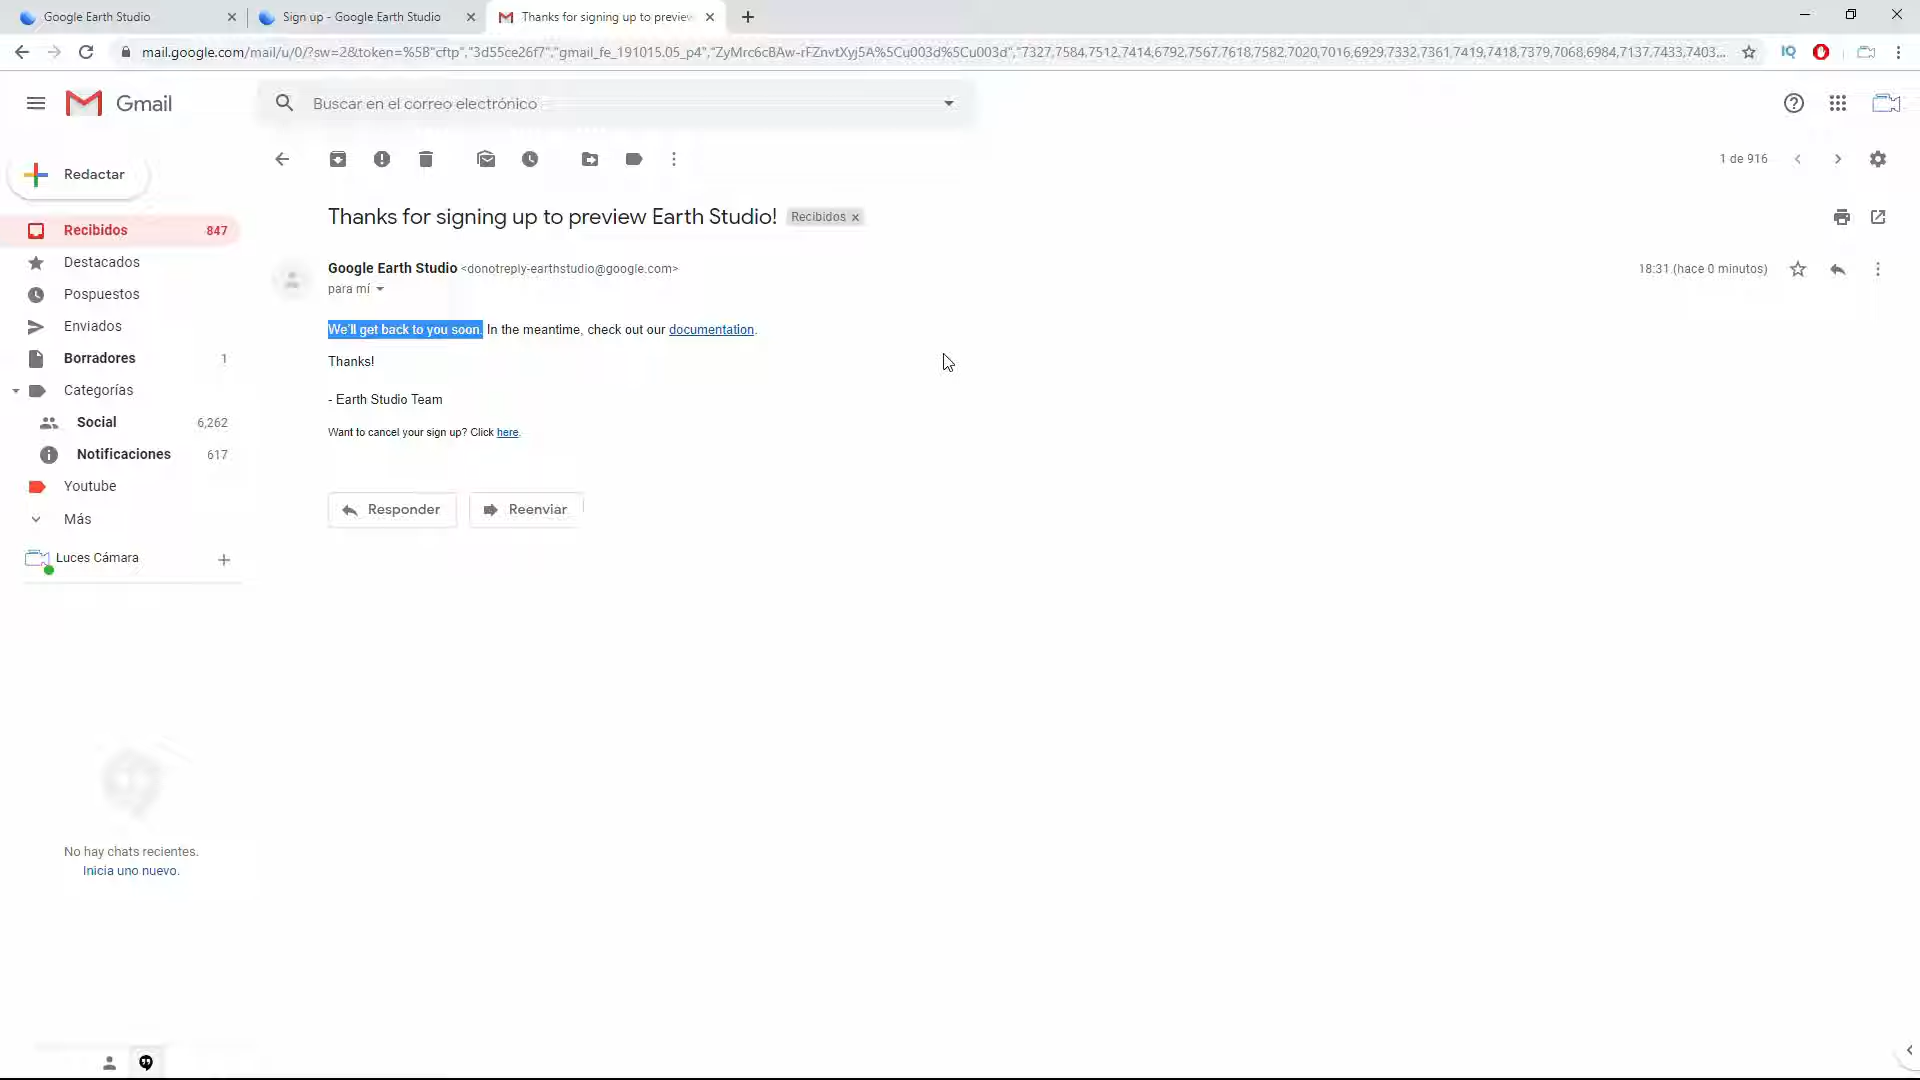 Google Earth Studio
Sign up - Google Earth Studio
Thanks for signing up to preview
mail.google.com/mail/u/0/?sw=2&token=%5B"cftp","3d55ce26f7","gmail_fe_191015.05_p4","ZyMrc6cBAw-rFZnvtXyj5A%5Cu003d%5Cu003d","7327,7584,7512,7414,6792,7567,7618,7582,7020,7016,6929,7332,7361,7419,7418,7379,7068,6984,7137,7433,7403...
IQ
Gmail
Buscar en el correo electrónico
Redactar
1 de 916
Recibidos 847
Destacados
Pospuestos
Enviados
Borradores 1
Categorías
Social 6,262
Notificaciones 617
Youtube
Más
Luces Cámara
Thanks for signing up to preview Earth Studio! Recibidos x
Google Earth Studio <donotreply-earthstudio@google.com>
18:31 (hace 0 minutos)
para mí
We'll get back to you soon. In the meantime, check out our documentation.
Thanks!
- Earth Studio Team
Want to cancel your sign up? Click here.
Responder
Reenviar
No hay chats recientes.
Inicia uno nuevo.